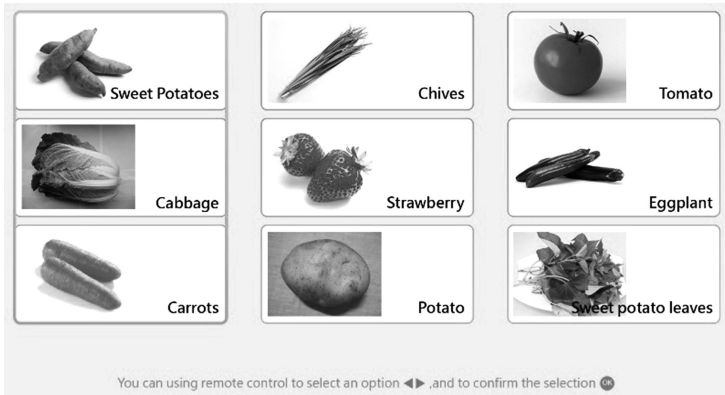 Sweet Potatoes
Chives
Tomato
Cabbage
Strawberry
Eggplant
Carrots
Potato
Sweet potato leaves
You can using remote control to select an option ◀▶ ,and to confirm the selection OK